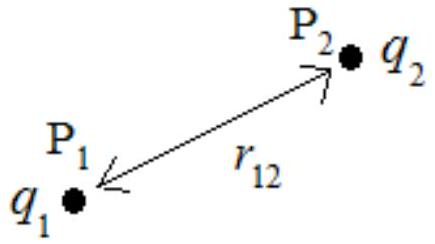 P₂ q₂
P₁
r₁₂
q₁